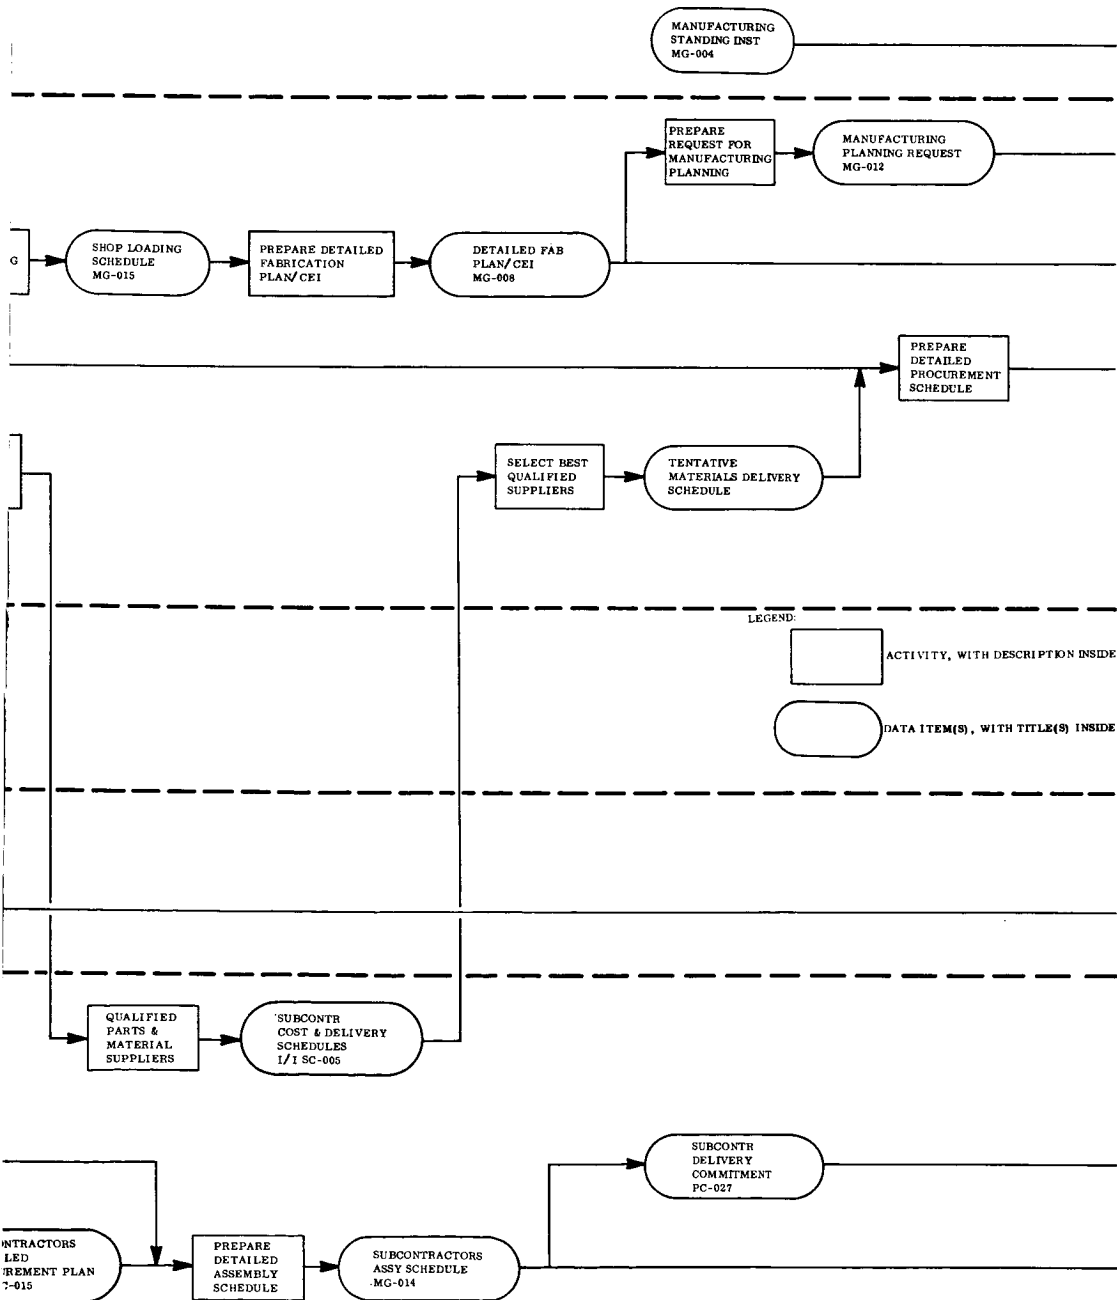 MANUFACTURING
STANDING INST
MG-004
PREPARE
REQUEST FOR
MANUFACTURING
PLANNING
MANUFACTURING
PLANNING REQUEST
MG-012
G
SHOP LOADING
SCHEDULE
MG-015
PREPARE DETAILED
FABRICATION
PLAN/CEI
DETAILED FAB
PLAN/CEI
MG-008
PREPARE
DETAILED
PROCUREMENT
SCHEDULE
SELECT BEST
QUALIFIED
SUPPLIERS
TENTATIVE
MATERIALS DELIVERY
SCHEDULE
LEGEND:
ACTIVITY, WITH DESCRIPTION INSIDE
DATA ITEM(S), WITH TITLE(S) INSIDE
QUALIFIED
PARTS &
MATERIAL
SUPPLIERS
SUBCONTR
COST & DELIVERY
SCHEDULES
I/I SC-005
SUBCONTR
DELIVERY
COMMITMENT
PC-027
ONTRACTORS
LED
UREMENT PLAN
C-015
PREPARE
DETAILED
ASSEMBLY
SCHEDULE
SUBCONTRACTORS
ASSY SCHEDULE
MG-014